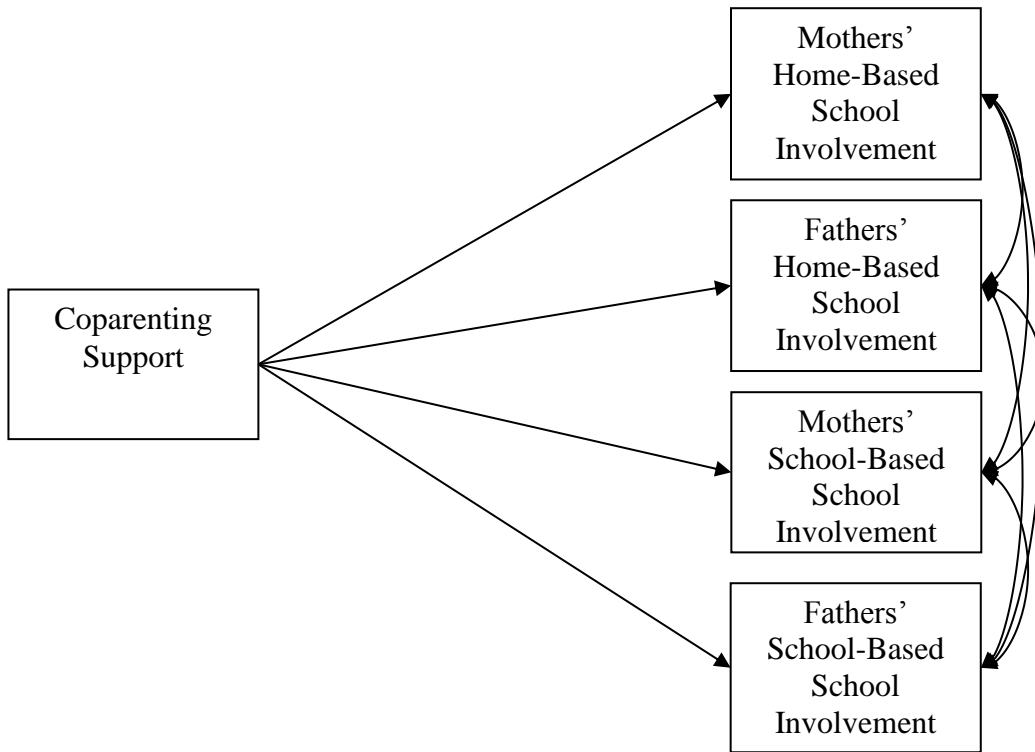 Coparenting
Support
Mothers’
Home-Based
School
Involvement
Fathers’
Home-Based
School
Involvement
Mothers’
School-Based
School
Involvement
Fathers’
School-Based
School
Involvement